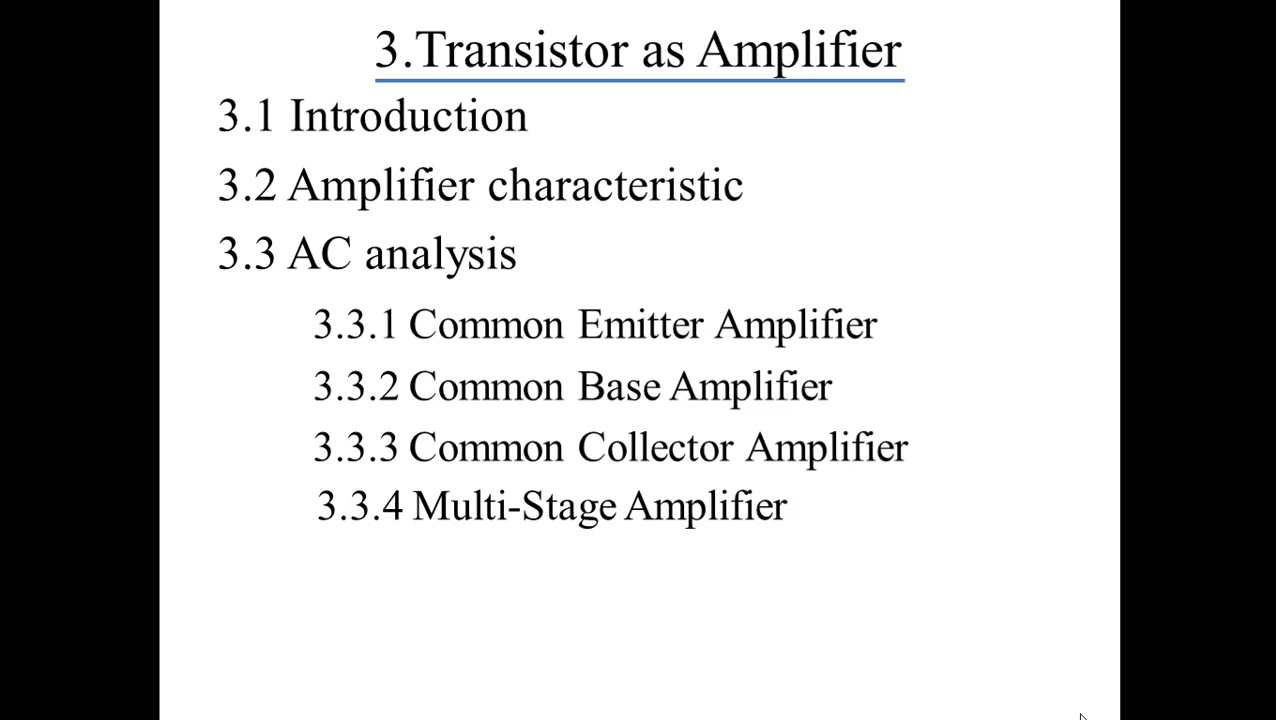 3.Transistor as Amplifier
3.1 Introduction
3.2 Amplifier characteristic
3.3 AC analysis
3.3.1 Common Emitter Amplifier
3.3.2 Common Base Amplifier
3.3.3 Common Collector Amplifier
3.3.4 Multi-Stage Amplifier